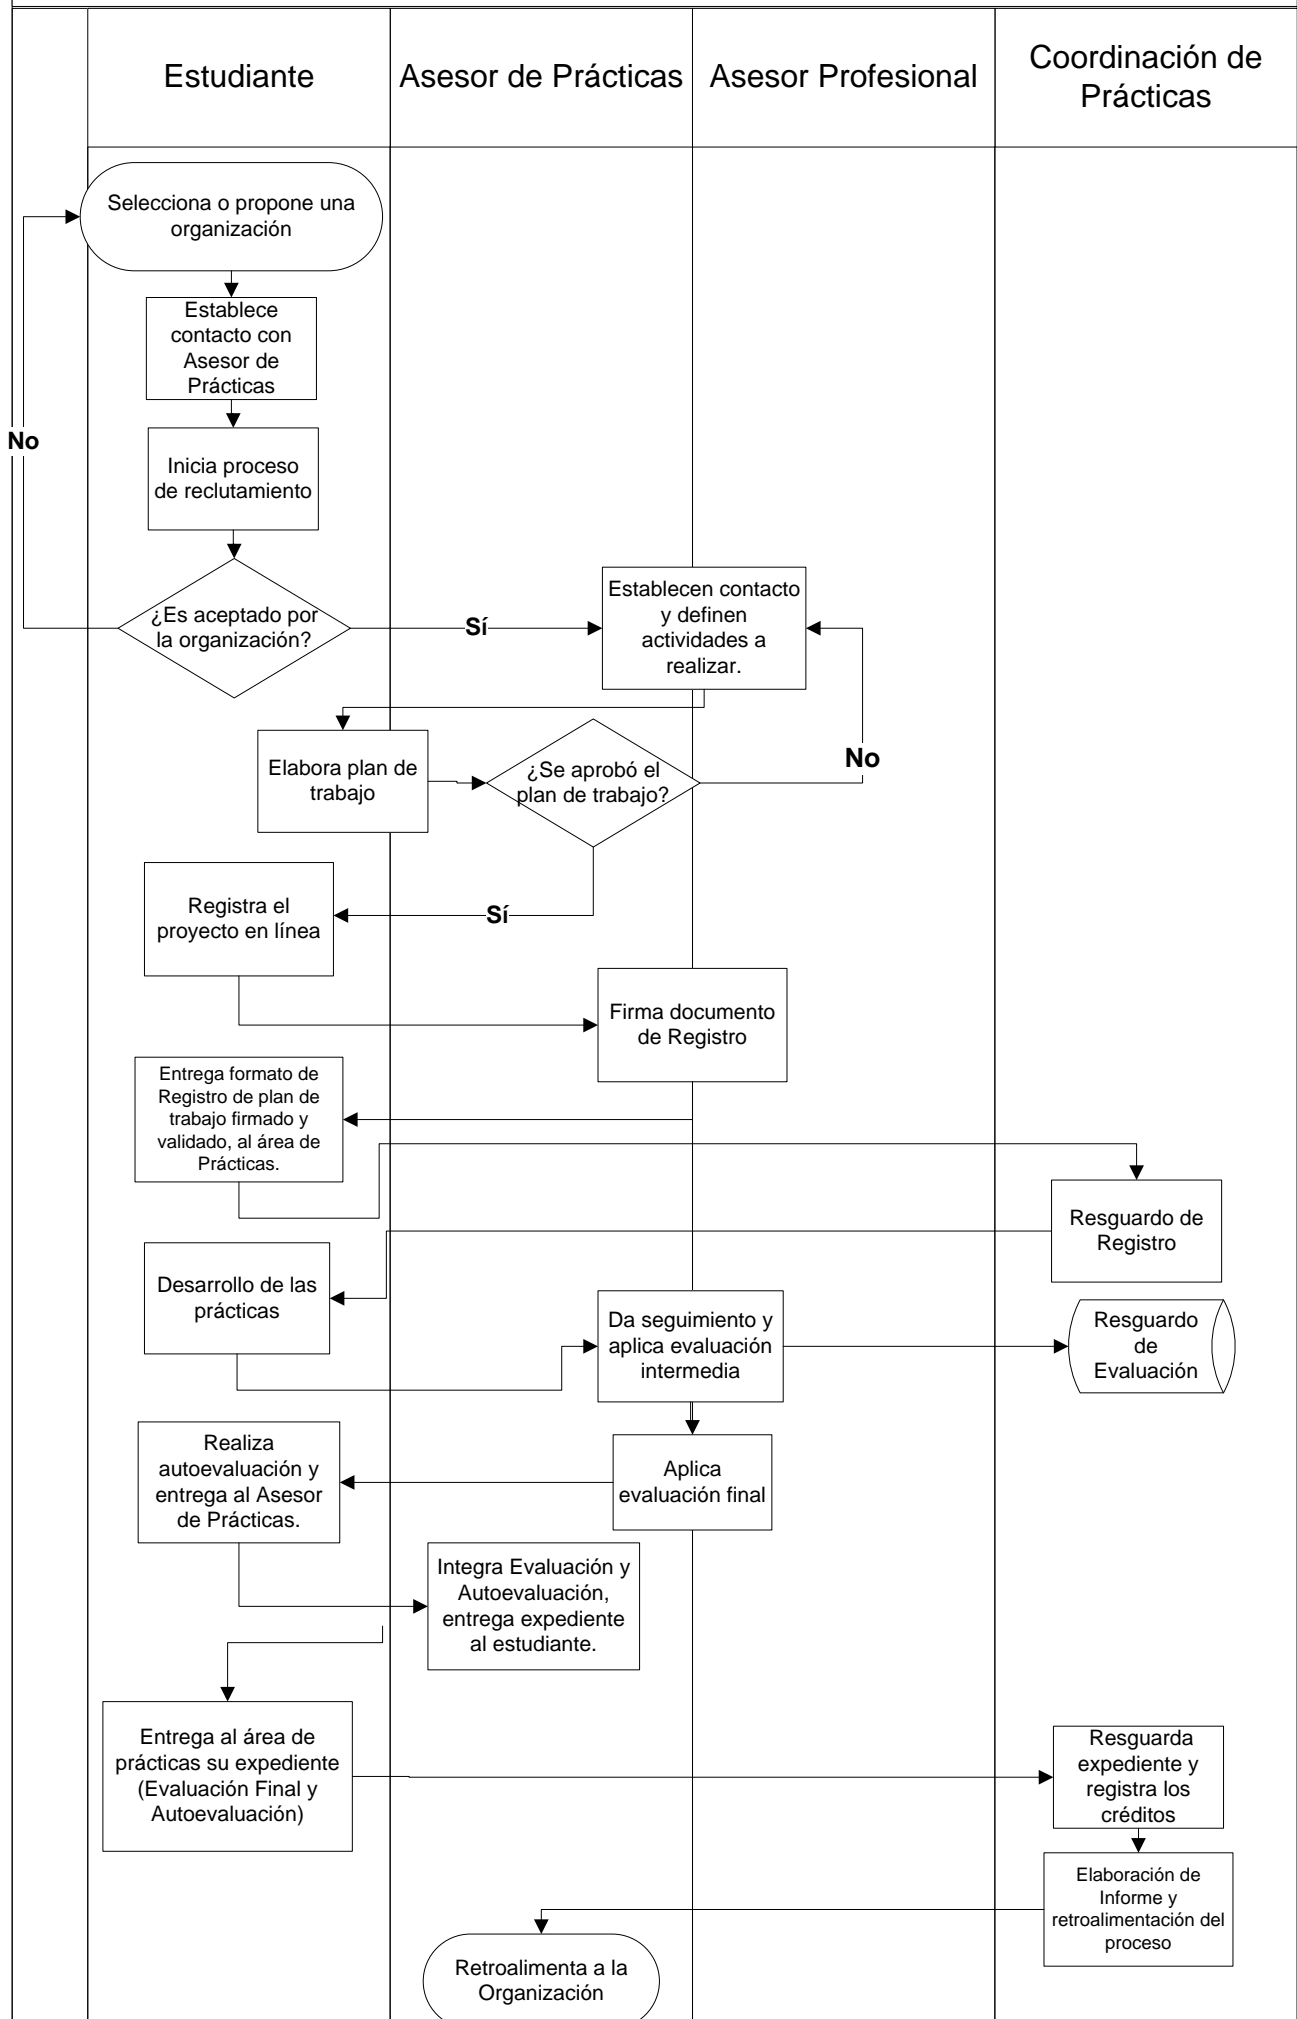 Estudiante
Asesor de Prácticas
Asesor Profesional
Coordinación de
Prácticas
Selecciona o propone una
organización
Establece
contacto con
Asesor de
Prácticas
No
Inicia proceso
de reclutamiento
¿Es aceptado por
la organización?
Sí
Establecen contacto
y definen
actividades a
realizar.
Elabora plan de
trabajo
¿Se aprobó el
plan de trabajo?
No
Registra el
proyecto en línea
Sí
Firma documento
de Registro
Entrega formato de
Registro de plan de
trabajo firmado y
validado, al área de
Prácticas.
Resguardo de
Registro
Desarrollo de las
prácticas
Da seguimiento y
aplica evaluación
intermedia
Resguardo
de
Evaluación
Realiza
autoevaluación y
entrega al Asesor
de Prácticas.
Aplica
evaluación final
Integra Evaluación y
Autoevaluación,
entrega expediente
al estudiante.
Entrega al área de
prácticas su expediente
(Evaluación Final y
Autoevaluación)
Resguarda
expediente y
registra los
créditos
Elaboración de
Informe y
retroalimentación del
proceso
Retroalimenta a la
Organización